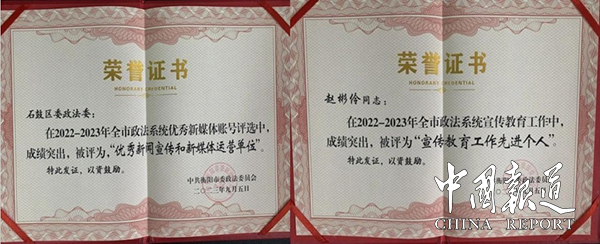 荣誉证书
HONORARY CREDENTIAL
石鼓区委政法委：
在2022-2023年全市政法系统优秀新媒体账号评选中，
成绩突出，被评为，“优秀新闻宣传和新媒体运营单位”。
特此发证，以资鼓励。
中共衡阳市委政法委员会
二〇二三年九月五日
荣誉证书
HONORARY CREDENTIAL
赵彬伶同志：
在2022-2023年全市政法系统宣传教育工作中，
成绩突出，被评为“宣传教育工作先进个人”。
特此发证，以资鼓励。
中国报道
CHINA REPORT